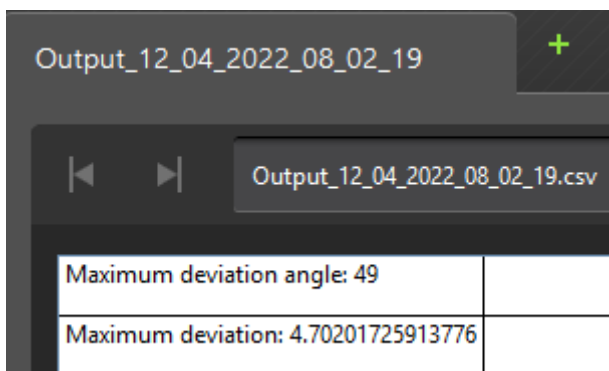 Output_12_04_2022_08_02_19
+
Output_12_04_2022_08_02_19.csv
Maximum deviation angle: 49
Maximum deviation: 4.70201725913776